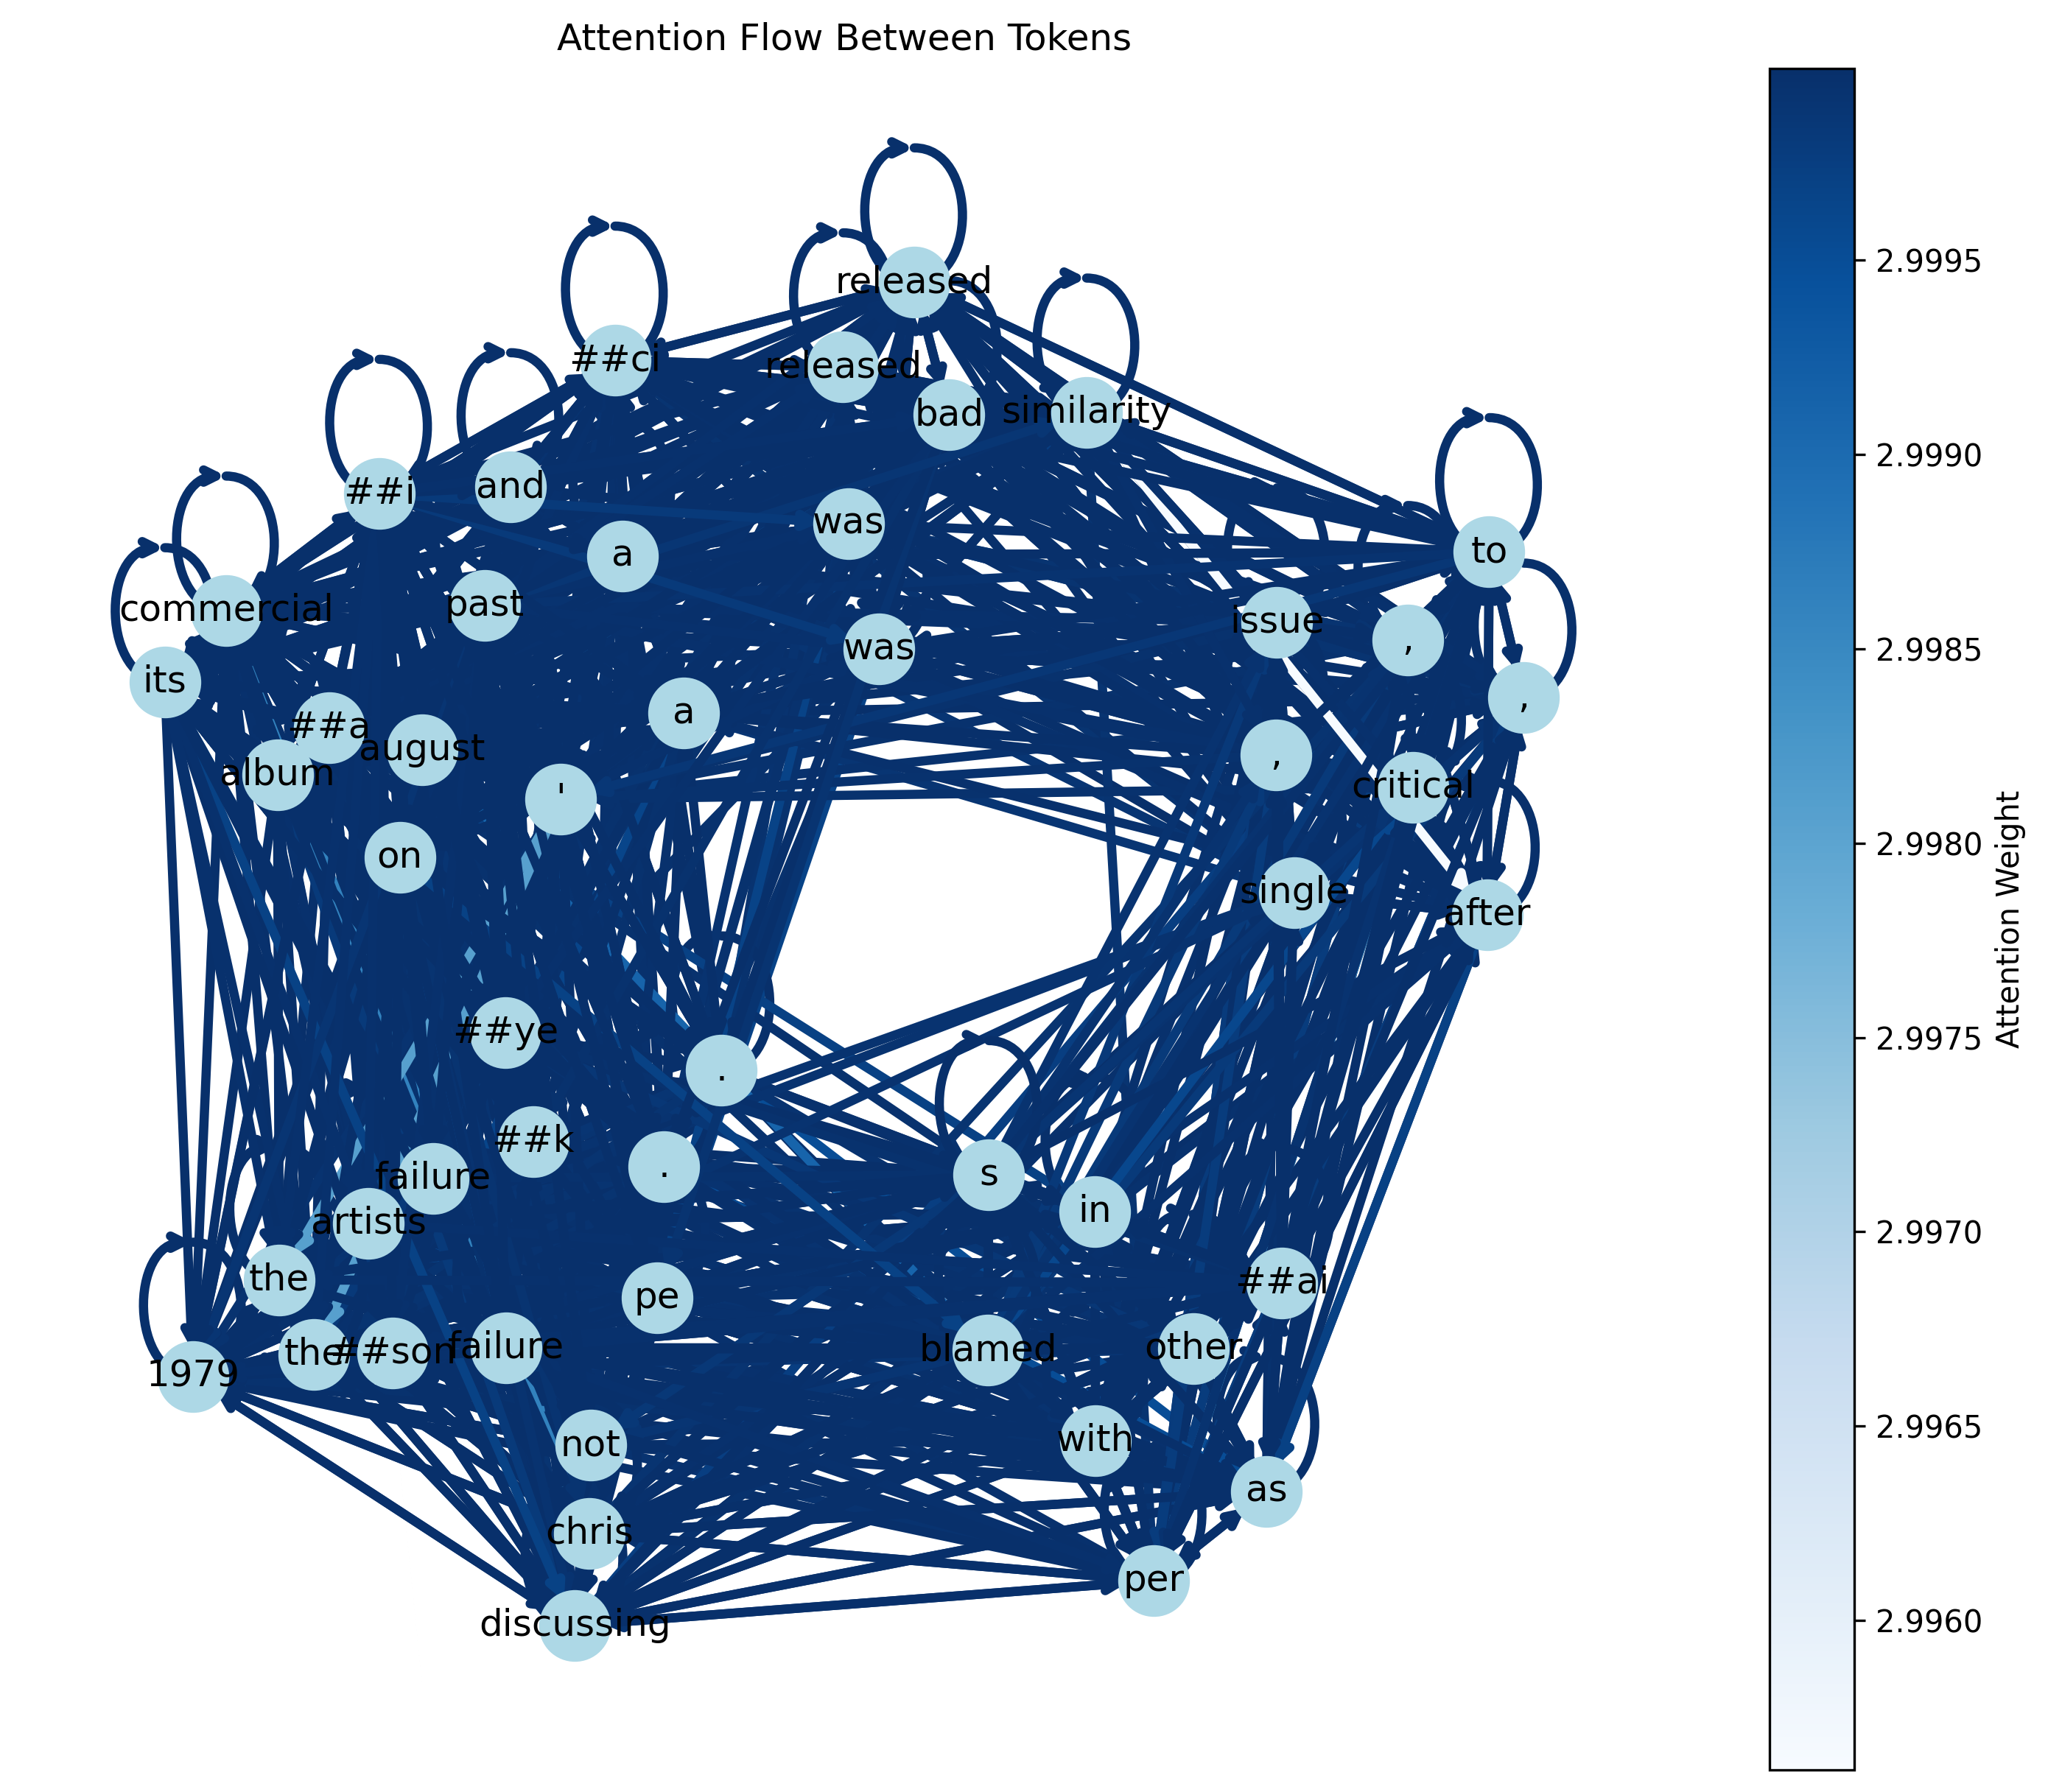 Attention Flow Between Tokens
released
##ci
released
bad
similarity
##i
and
was
a
to
commercial
past
issue
,
was
its
,
a
##a
august
,
album
'
critical
on
single
after
##ye
.
##k
.
failure
s
artists
in
the
##ai
pe
1979
the
##son
failure
blamed
other
not
with
as
chris
per
discussing
2.9995
2.9990
2.9985
2.9980
2.9975
2.9970
2.9965
2.9960
Attention Weight